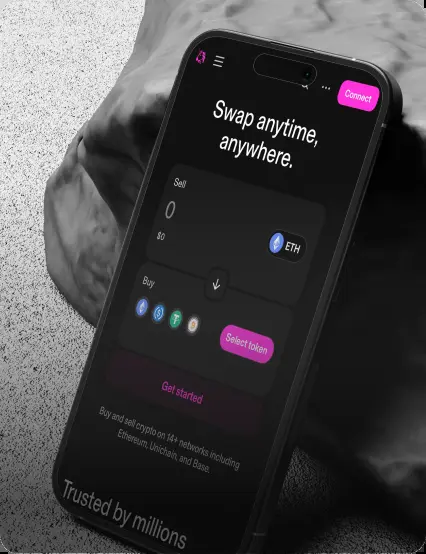 Connect
Swap anytime,
anywhere.
Sell
0
$0
ETH
Buy
Select token
Get started
Buy and sell crypto on 14+ networks including
Ethereum, Unichain, and Base.
Trusted by millions